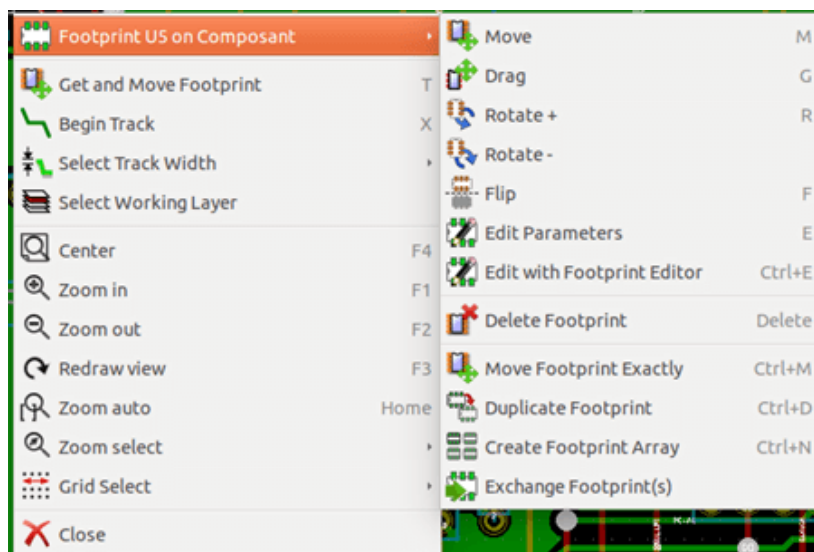 Footprint U5 on Composant
Get and Move Footprint T
Begin Track X
Select Track Width
Select Working Layer
Center F4
Zoom in F1
Zoom out F2
Redraw view F3
Zoom auto Home
Zoom select
Grid Select
Close
Move M
Drag G
Rotate + R
Rotate -
Flip F
Edit Parameters E
Edit with Footprint Editor Ctrl+E
Delete Footprint Delete
Move Footprint Exactly Ctrl+M
Duplicate Footprint Ctrl+D
Create Footprint Array Ctrl+N
Exchange Footprint(s)